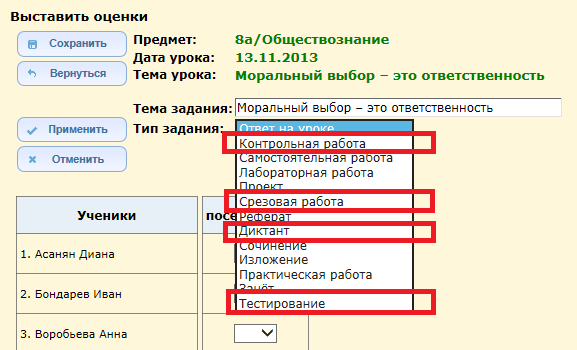 Выставить оценки
Сохранить
Предмет: 8а/Обществознание
Вернуться
Дата урока: 13.11.2013
Тема урока: Моральный выбор – это ответственность
Тема задания: Моральный выбор – это ответственность
Применить
Тип задания: Ответ на уроке
Контрольная работа
Отменить
Самостоятельная работа
Лабораторная работа
Проект
Срезовая работа
Ученики
посе
Реферат
Диктант
Сочинение
1. Асанян Диана
Изложение
Практическая работа
Зачёт
2. Бондарев Иван
Тестирование
3. Воробьева Анна